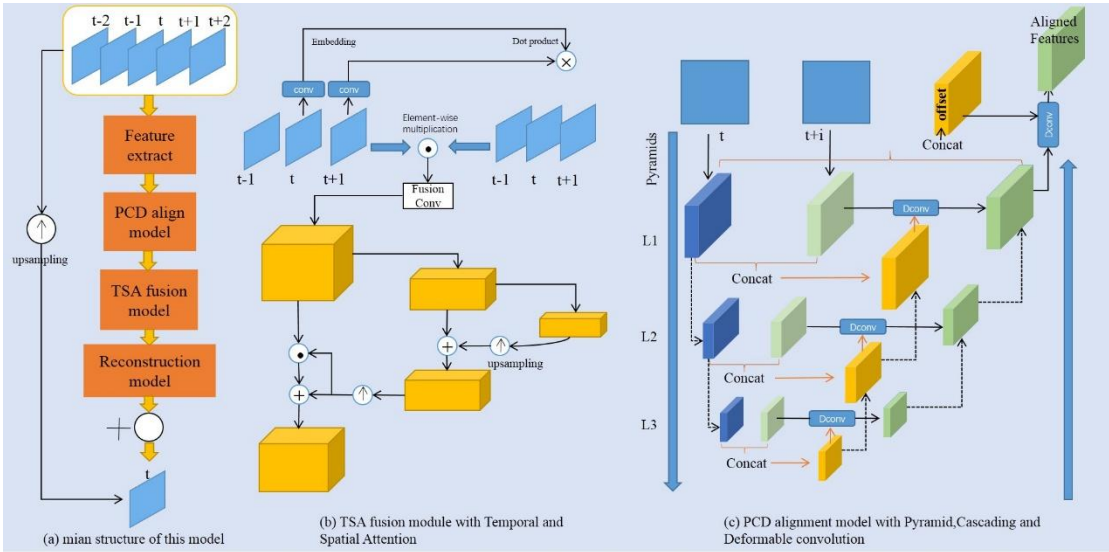 t-2 t-1 t t+1 t+2
Feature
extract
PCD align
model
TSA fusion
model
Reconstruction
model
upsampling
t
(a) mian structure of this model
Embedding
Dot product
conv conv
Element-wise
multiplication
t-1 t t+1
t-1 t t+1
Fusion
Conv
upsampling
(b) TSA fusion module with Temporal and
Spatial Attention
Aligned
Features
offset
Dconv
Concat
t
t+i
Pyramids
L1
Dconv
Concat
L2
Dconv
Concat
L3
Dconv
Concat
(c) PCD alignment model with Pyramid,Cascading and
Deformable convolution